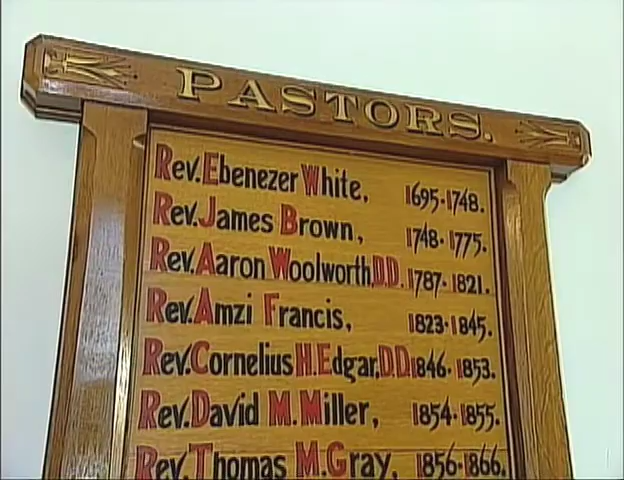 PASTORS.
Rev. Ebenezer White, 1695-1748.
Rev. James Brown, 1748-1775.
Rev. Aaron Woolworth, D.D. 1787-1821.
Rev. Amzi Francis, 1823-1845.
Rev. Cornelius H. Edgar, D.D. 1846-1853.
Rev. David M. Miller, 1854-1855.
Rev. Thomas M. Gray, 1856-1866.